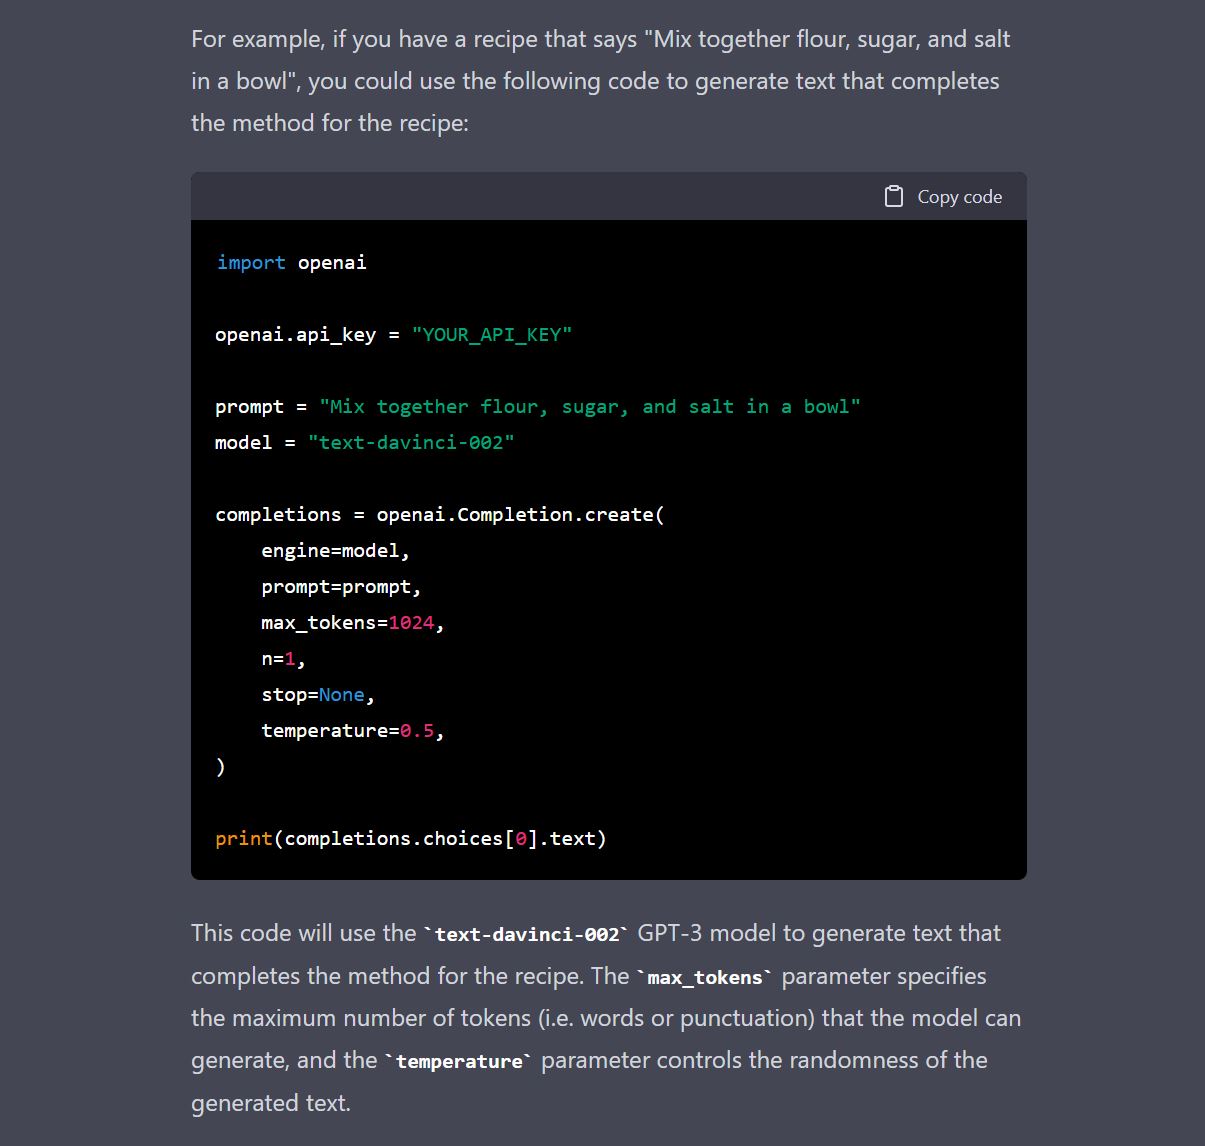 For example, if you have a recipe that says "Mix together flour, sugar, and salt
in a bowl", you could use the following code to generate text that completes
the method for the recipe:
Copy code
import openai
openai.api_key = "YOUR_API_KEY"
prompt = "Mix together flour, sugar, and salt in a bowl"
model = "text-davinci-002"
completions = openai.Completion.create(
    engine=model,
    prompt=prompt,
    max_tokens=1024,
    n=1,
    stop=None,
    temperature=0.5,
)
print(completions.choices[0].text)
This code will use the `text-davinci-002` GPT-3 model to generate text that
completes the method for the recipe. The `max_tokens` parameter specifies
the maximum number of tokens (i.e. words or punctuation) that the model can
generate, and the `temperature` parameter controls the randomness of the
generated text.